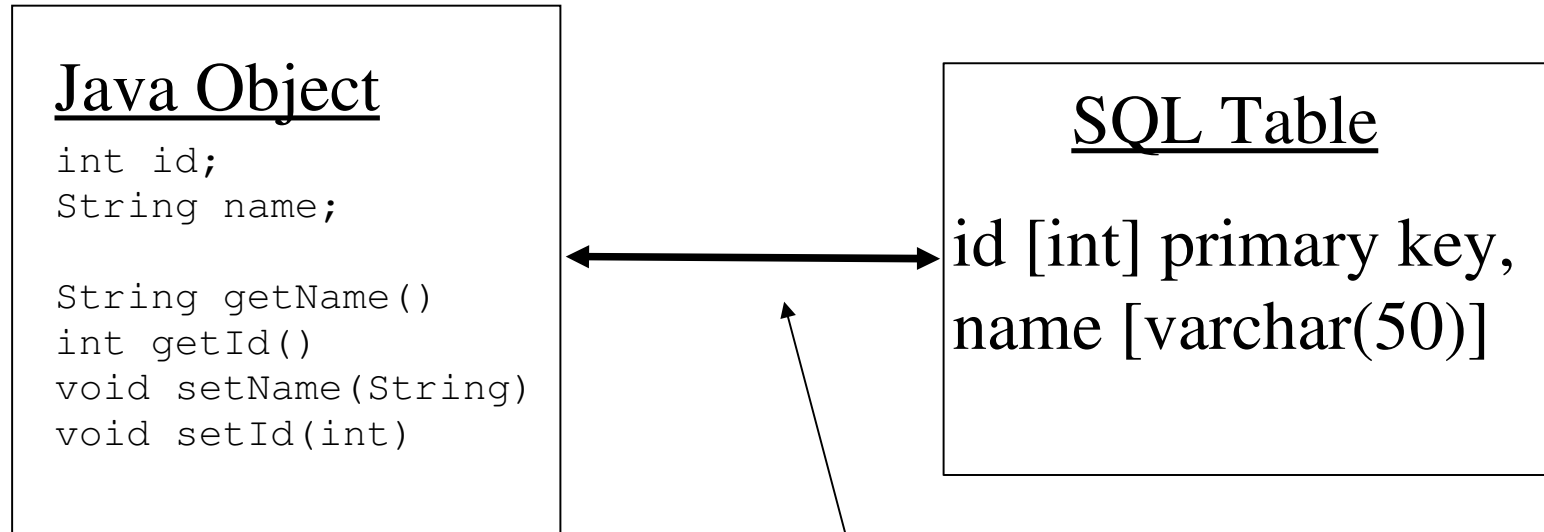 Java Object
int id;
String name;
String getName()
int getId()
void setName(String)
void setId(int)
SQL Table
id [int] primary key,
name [varchar(50)]